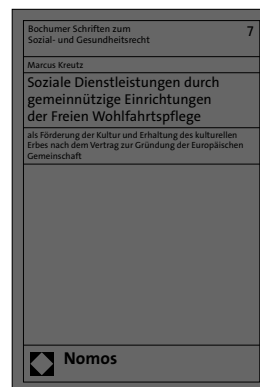 Bochumer Schriften zum 7
Sozial- und Gesundheitsrecht
Marcus Kreutz
Soziale Dienstleistungen durch
gemeinnützige Einrichtungen
der Freien Wohlfahrtspflege
als Förderung der Kultur und Erhaltung des kulturellen
Erbes nach dem Vertrag zur Gründung der Europäischen
Gemeinschaft
Nomos